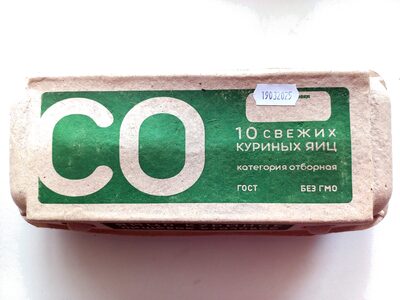 19032025
СО
10 СВЕЖИХ
КУРИНЫХ ЯИЦ
категория отборная
ГОСТ БЕЗ ГМО